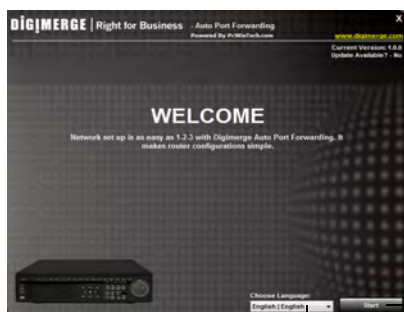 DIGIMERGE | Right for Business - Auto Port Forwarding
Powered By PcWinTech.com
X
www.digimerge.com
Current Version: 1.0.0
Update Available? - No
WELCOME
Network set up is as easy as 1-2-3 with Digimerge Auto Port Forwarding. It
makes router configurations simple.
Choose Language:
English | English
Start